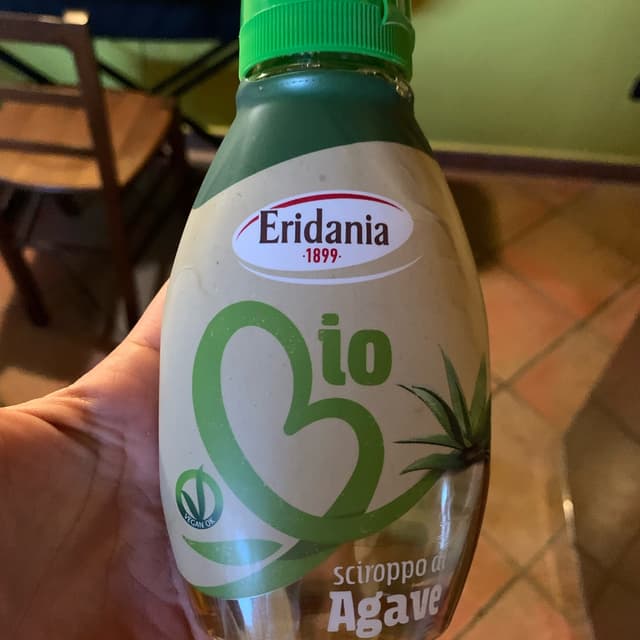 Eridania
·1899·
Bio
VEGAN OK
sciroppo di
Agave